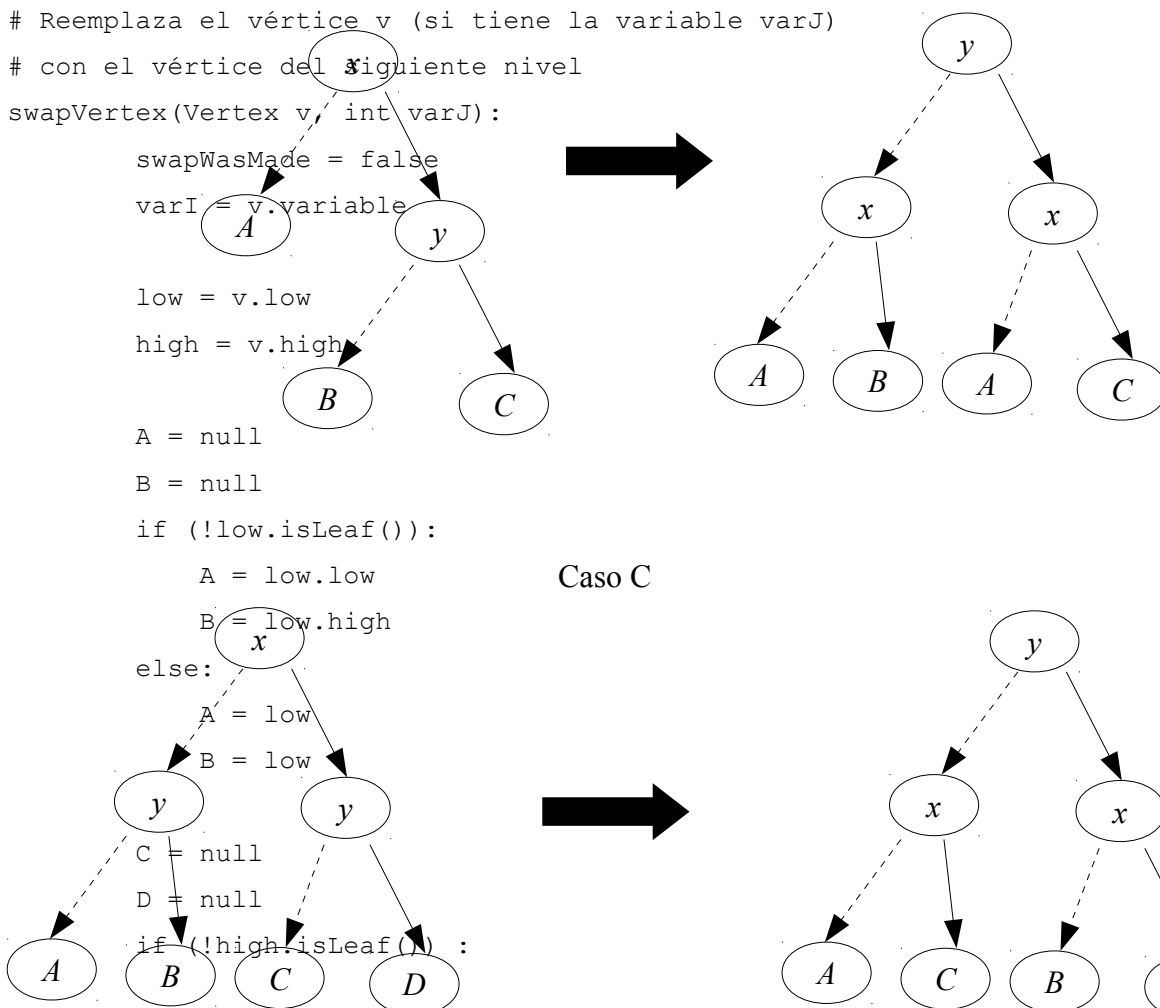 # Reemplaza el vértice v (si tiene la variable varJ)
# con el vértice del siguiente nivel
swapVertex(Vertex v, int varJ):
swapWasMade = false
varI = v.variable
low = v.low
high = v.high
A = null
B = null
if (!low.isLeaf()):
A = low.low
B = low.high
else:
A = low
B = low
C = null
D = null
if (!high.isLeaf()) :
x
A
y
B
C
y
x
x
A
B
A
C
Caso C
x
y
y
A
B
C
D
y
x
x
A
C
B